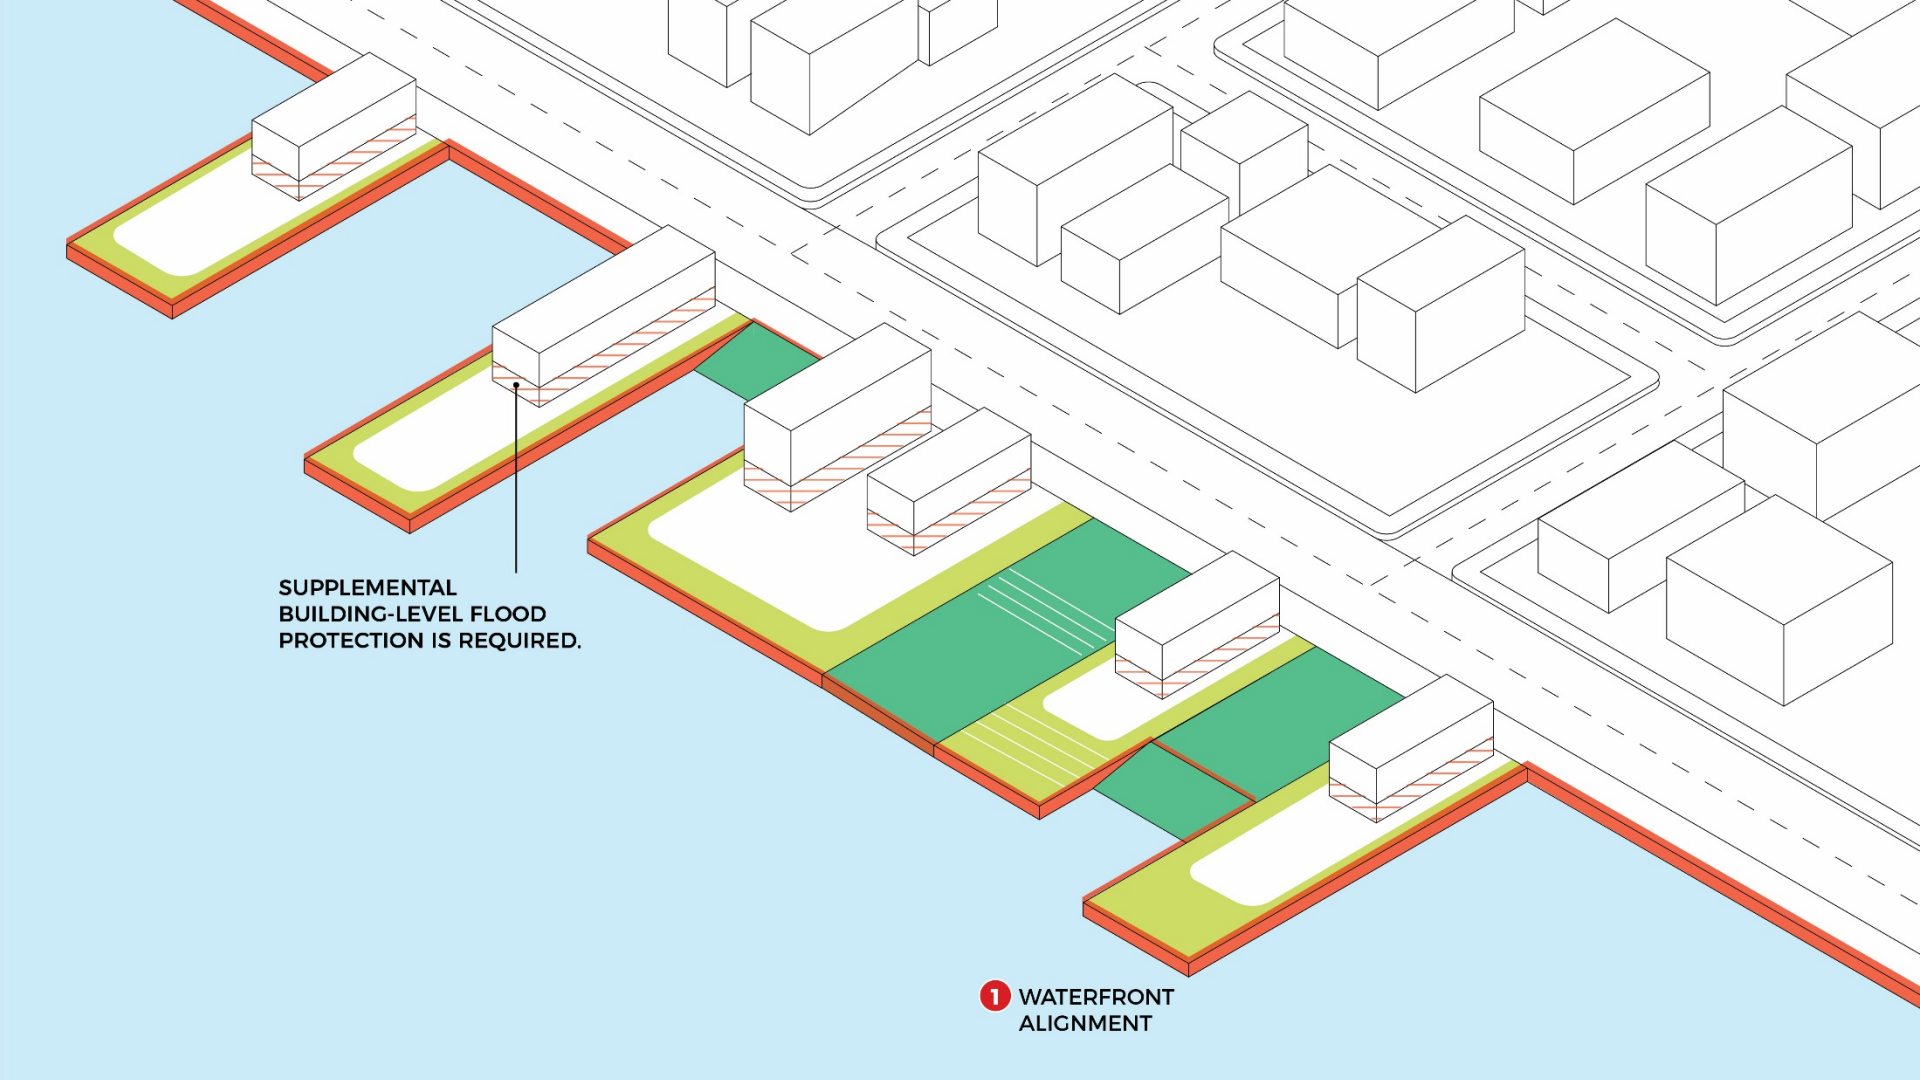 SUPPLEMENTAL
BUILDING-LEVEL FLOOD
PROTECTION IS REQUIRED.
1 WATERFRONT
ALIGNMENT